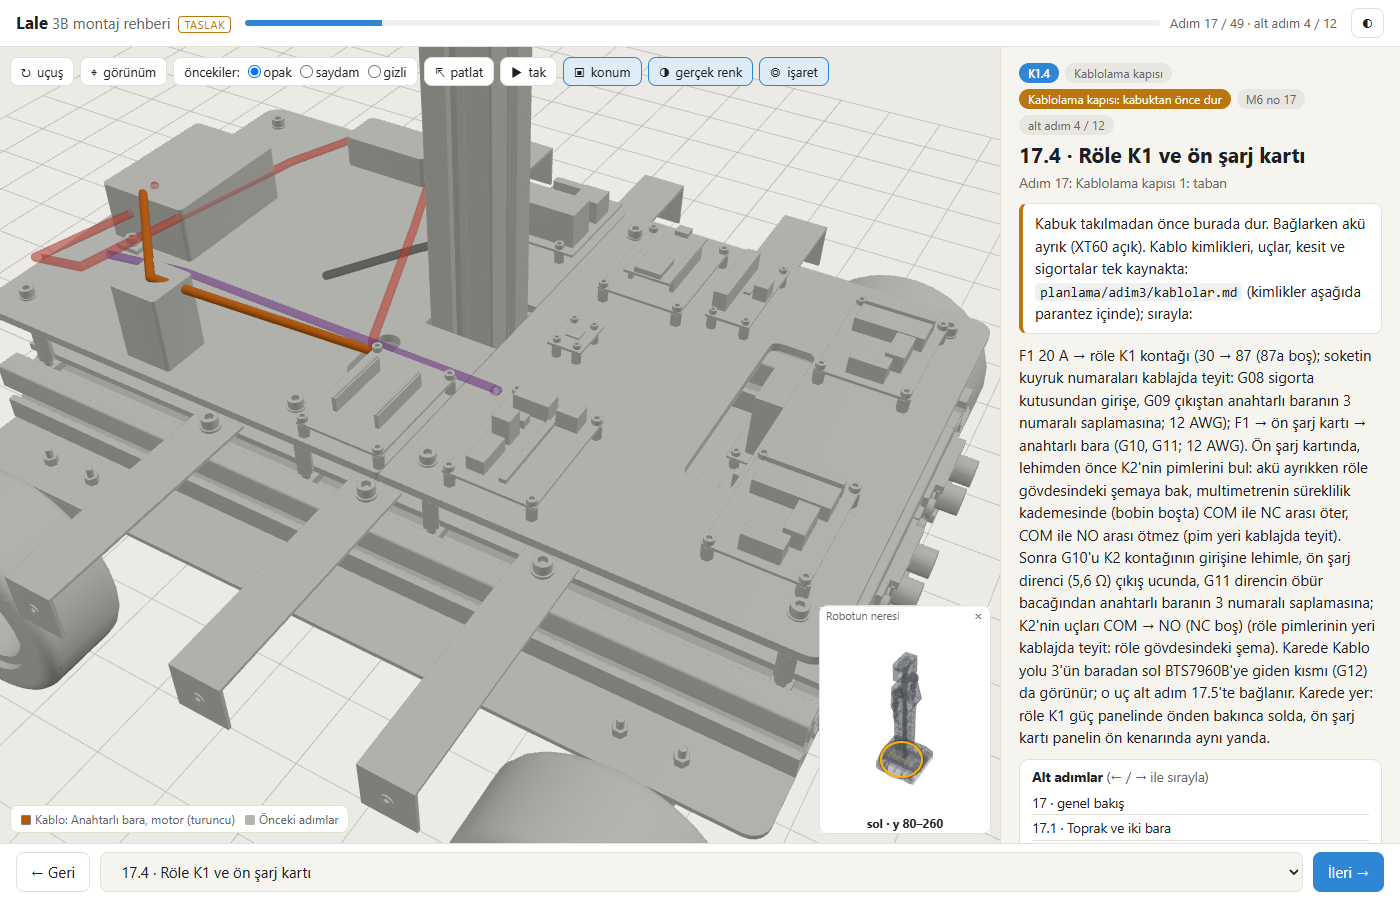 Lale 3B montaj rehberi TASLAK
Adım 17 / 49 · alt adım 4 / 12
↻ uçuş
⌖ görünüm
öncekiler: opak saydam gizli
↸ patlat
▶ tak
▣ konum
◑ gerçek renk
◎ işaret
K1.4
Kablolama kapısı
Kablolama kapısı: kabuktan önce dur
M6 no 17
alt adım 4 / 12
17.4 · Röle K1 ve ön şarj kartı
Adım 17: Kablolama kapısı 1: taban
Kabuk takılmadan önce burada dur. Bağlarken akü
ayrık (XT60 açık). Kablo kimlikleri, uçlar, kesit ve
sigortalar tek kaynakta:
planlama/adim3/kablolar.md (kimlikler aşağıda
parantez içinde); sırayla:
F1 20 A → röle K1 kontağı (30 → 87 (87a boş); soketin
kuyruk numaraları kablajda teyit: G08 sigorta
kutusundan girişe, G09 çıkıştan anahtarlı baranın 3
numaralı saplamasına; 12 AWG); F1 → ön şarj kartı →
anahtarlı bara (G10, G11; 12 AWG). Ön şarj kartında,
lehimden önce K2'nin pimlerini bul: akü ayrıkken röle
gövdesindeki şemaya bak, multimetrenin süreklilik
kademesinde (bobin boşta) COM ile NC arası öter,
COM ile NO arası ötmez (pim yeri kablajda teyit).
Sonra G10'u K2 kontağının girişine lehimle, ön şarj
direnci (5,6 Ω) çıkış ucunda, G11 direncin öbür
bacağından anahtarlı baranın 3 numaralı saplamasına;
K2'nin uçları COM → NO (NC boş) (röle pimlerinin yeri
kablajda teyit: röle gövdesindeki şema). Karede Kablo
yolu 3'ün baradan sol BTS7960B'ye giden kısmı (G12)
da görünür; o uç alt adım 17.5'te bağlanır. Karede yer:
röle K1 güç panelinde önden bakınca solda, ön şarj
kartı panelin ön kenarında aynı yanda.
Alt adımlar (← / → ile sırayla)
17 · genel bakış
17.1 · Toprak ve iki bara
Robotun neresi ×
sol · y 80–260
Kablo: Anahtarlı bara, motor (turuncu) Önceki adımlar
← Geri
17.4 · Röle K1 ve ön şarj kartı
İleri →